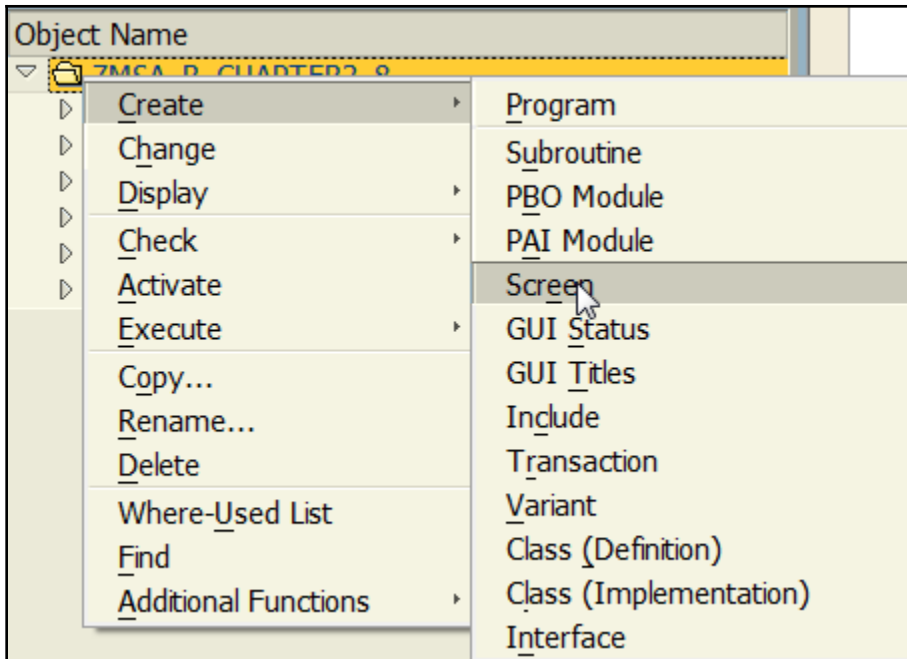 Object Name
ZMSA_R_CHAPTER2_8
Create
Change
Display
Check
Activate
Execute
Copy...
Rename...
Delete
Where-Used List
Find
Additional Functions
Program
Subroutine
PBO Module
PAI Module
Screen
GUI Status
GUI Titles
Include
Transaction
Variant
Class (Definition)
Class (Implementation)
Interface